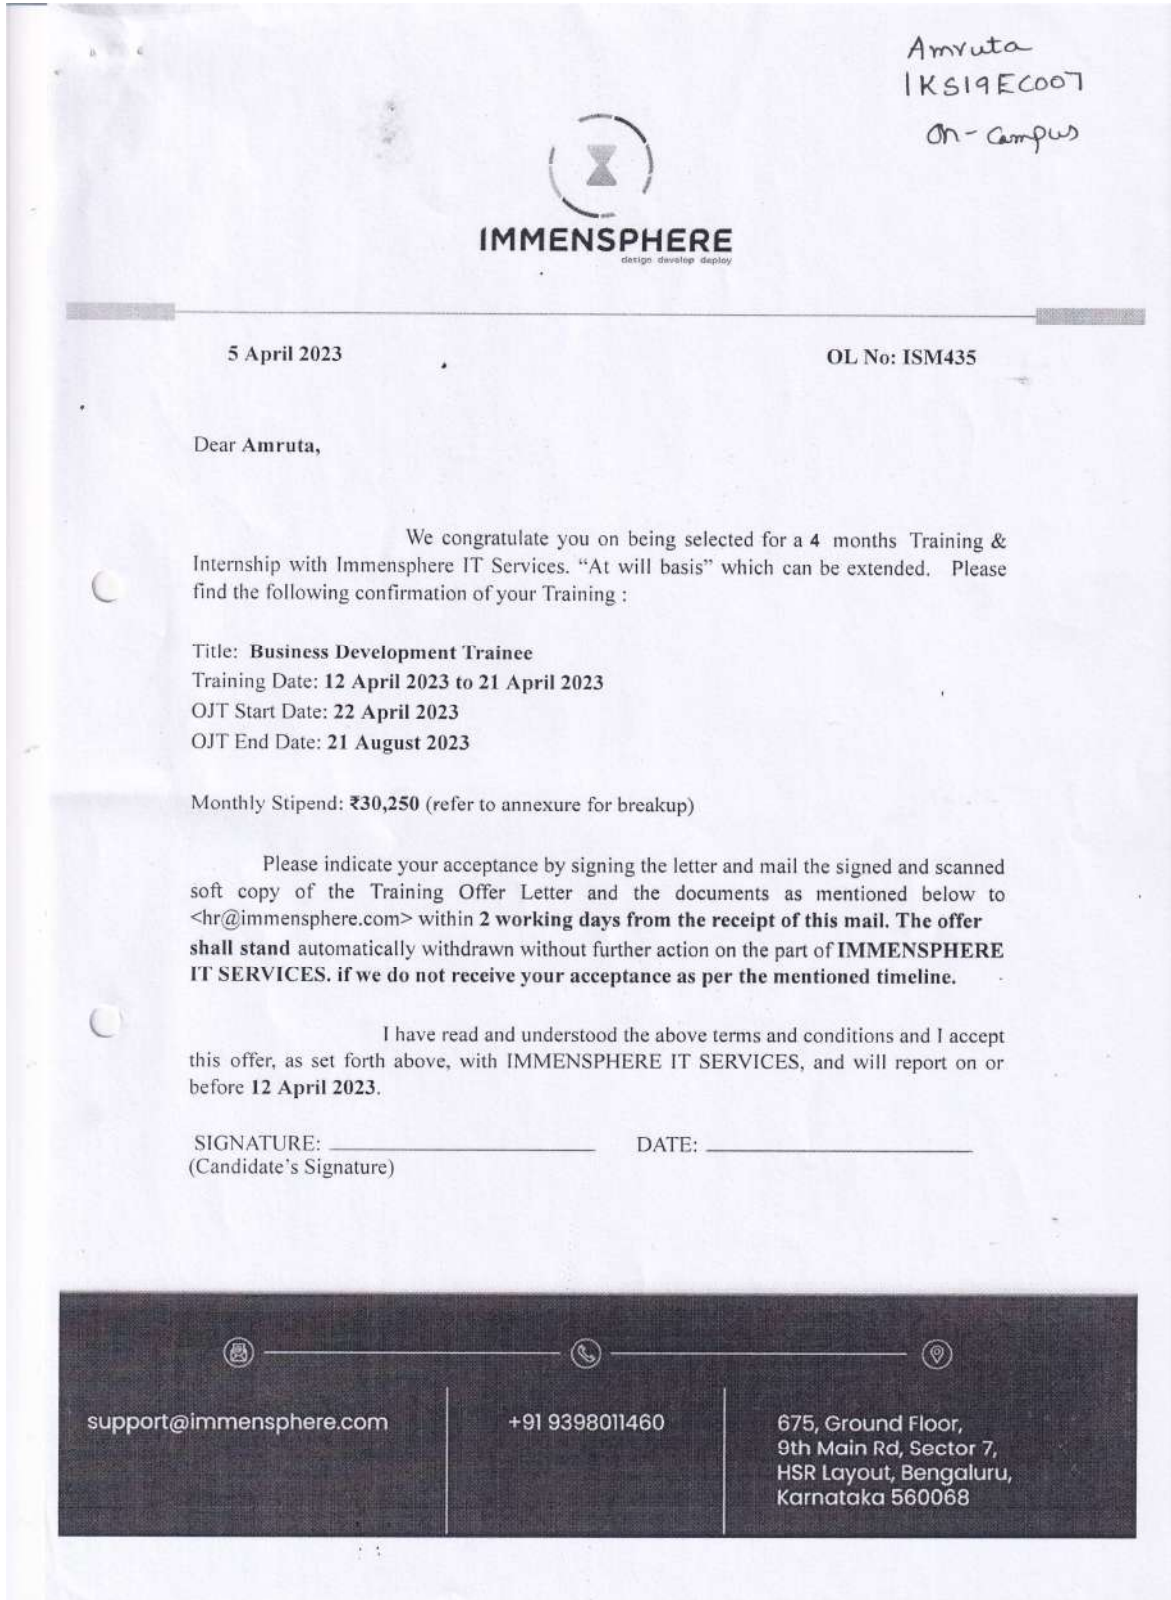 Amruta
1KS19EC007
On-Campus
IMMENSPHERE
design develop deploy
5 April 2023
OL No: ISM435
Dear Amruta,
We congratulate you on being selected for a 4 months Training &
Internship with Immensphere IT Services. “At will basis” which can be extended. Please
find the following confirmation of your Training :
Title: Business Development Trainee
Training Date: 12 April 2023 to 21 April 2023
OJT Start Date: 22 April 2023
OJT End Date: 21 August 2023
Monthly Stipend: ₹30,250 (refer to annexure for breakup)
Please indicate your acceptance by signing the letter and mail the signed and scanned
soft copy of the Training Offer Letter and the documents as mentioned below to
<hr@immensphere.com> within 2 working days from the receipt of this mail. The offer
shall stand automatically withdrawn without further action on the part of IMMENSPHERE
IT SERVICES. if we do not receive your acceptance as per the mentioned timeline.
I have read and understood the above terms and conditions and I accept
this offer, as set forth above, with IMMENSPHERE IT SERVICES, and will report on or
before 12 April 2023.
SIGNATURE: DATE:
(Candidate’s Signature)
support@immensphere.com
+91 9398011460
675, Ground Floor,
9th Main Rd, Sector 7,
HSR Layout, Bengaluru,
Karnataka 560068